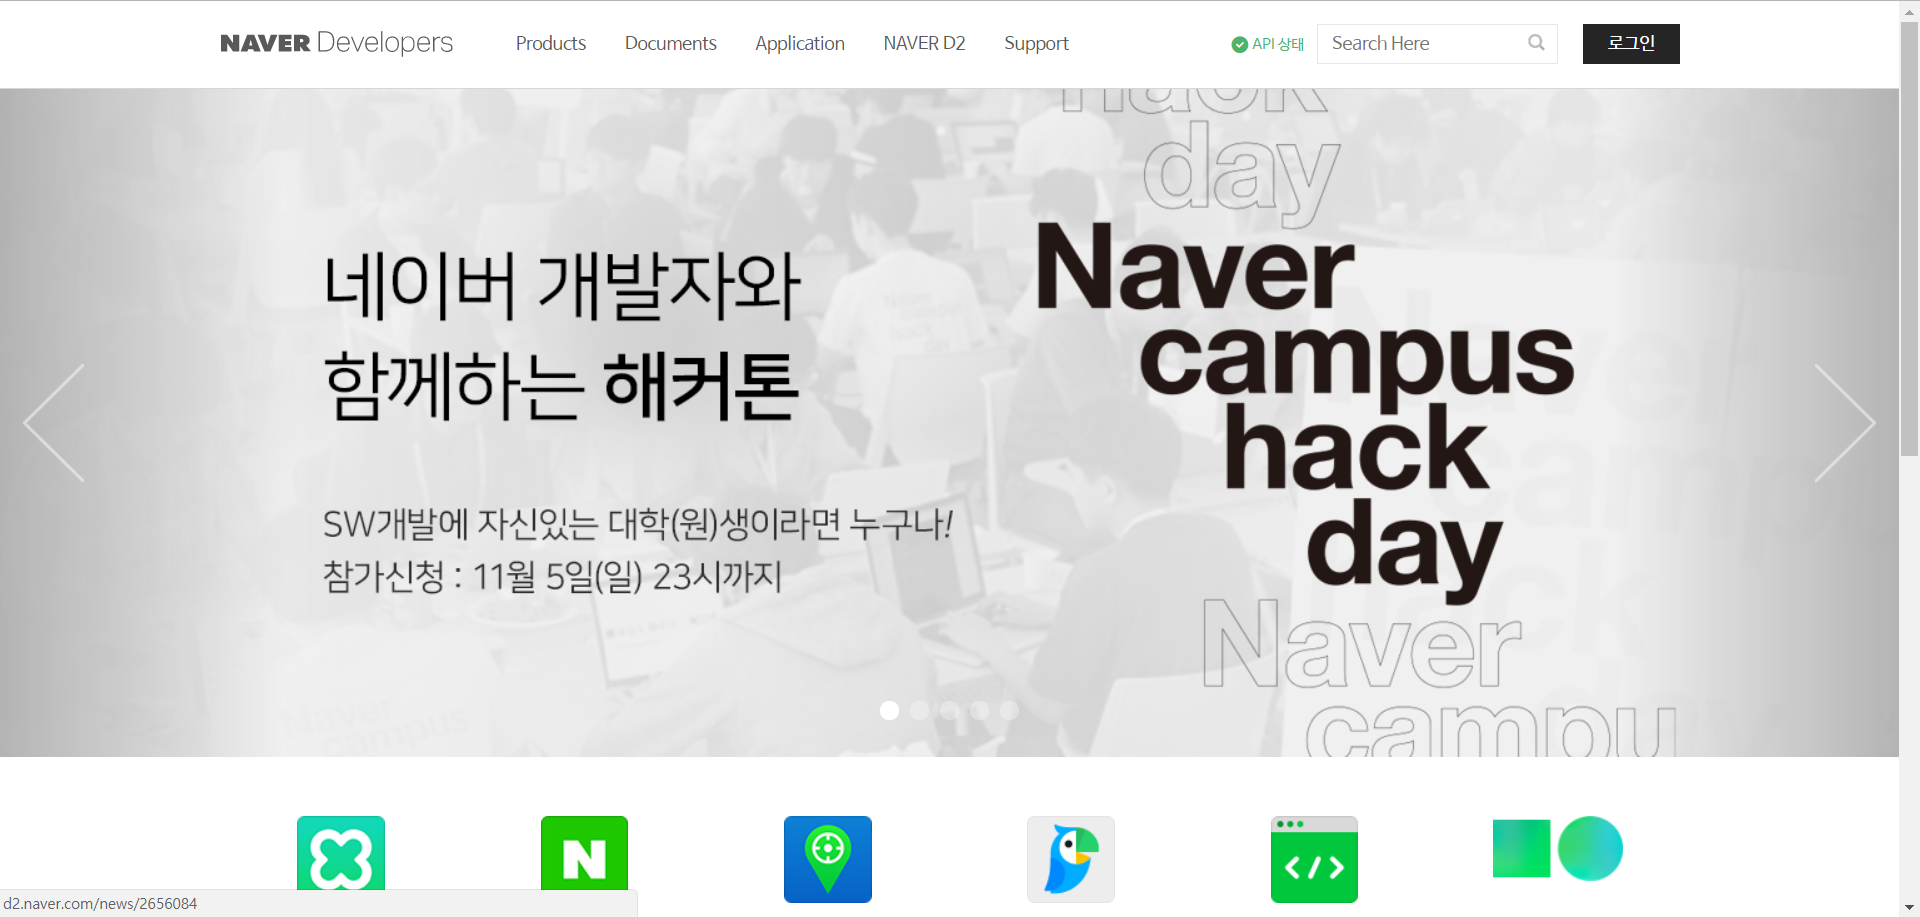 NAVER Developers
Products
Documents
Application
NAVER D2
Support
API 상태
Search Here
로그인
hack
day
네이버 개발자와
함께하는 해커톤
SW개발에 자신있는 대학(원)생이라면 누구나!
참가신청 : 11월 5일(일) 23시까지
Naver
campus
hack
day
Naver
campu
N
</>
d2.naver.com/news/2656084